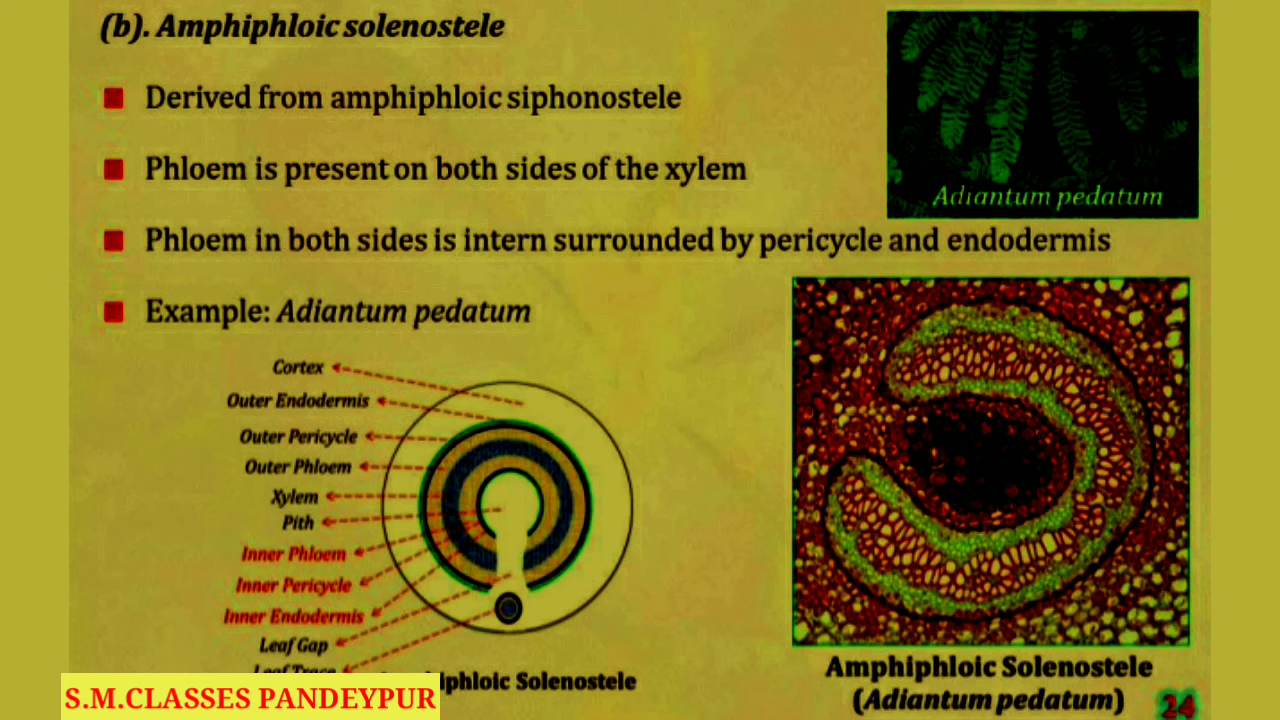 (b). Amphiphloic solenostele
Derived from amphiphloic siphonostele
Phloem is present on both sides of the xylem
Phloem in both sides is intern surrounded by pericycle and endodermis
Example: Adiantum pedatum
Adiantum pedatum
Cortex
Outer Endodermis
Outer Pericycle
Outer Phloem
Xylem
Pith
Inner Phloem
Inner Pericycle
Inner Endodermis
Leaf Gap
Leaf Trace
phloic Solenostele
Amphiphloic Solenostele
(Adiantum pedatum)
24
S.M.CLASSES PANDEYPUR